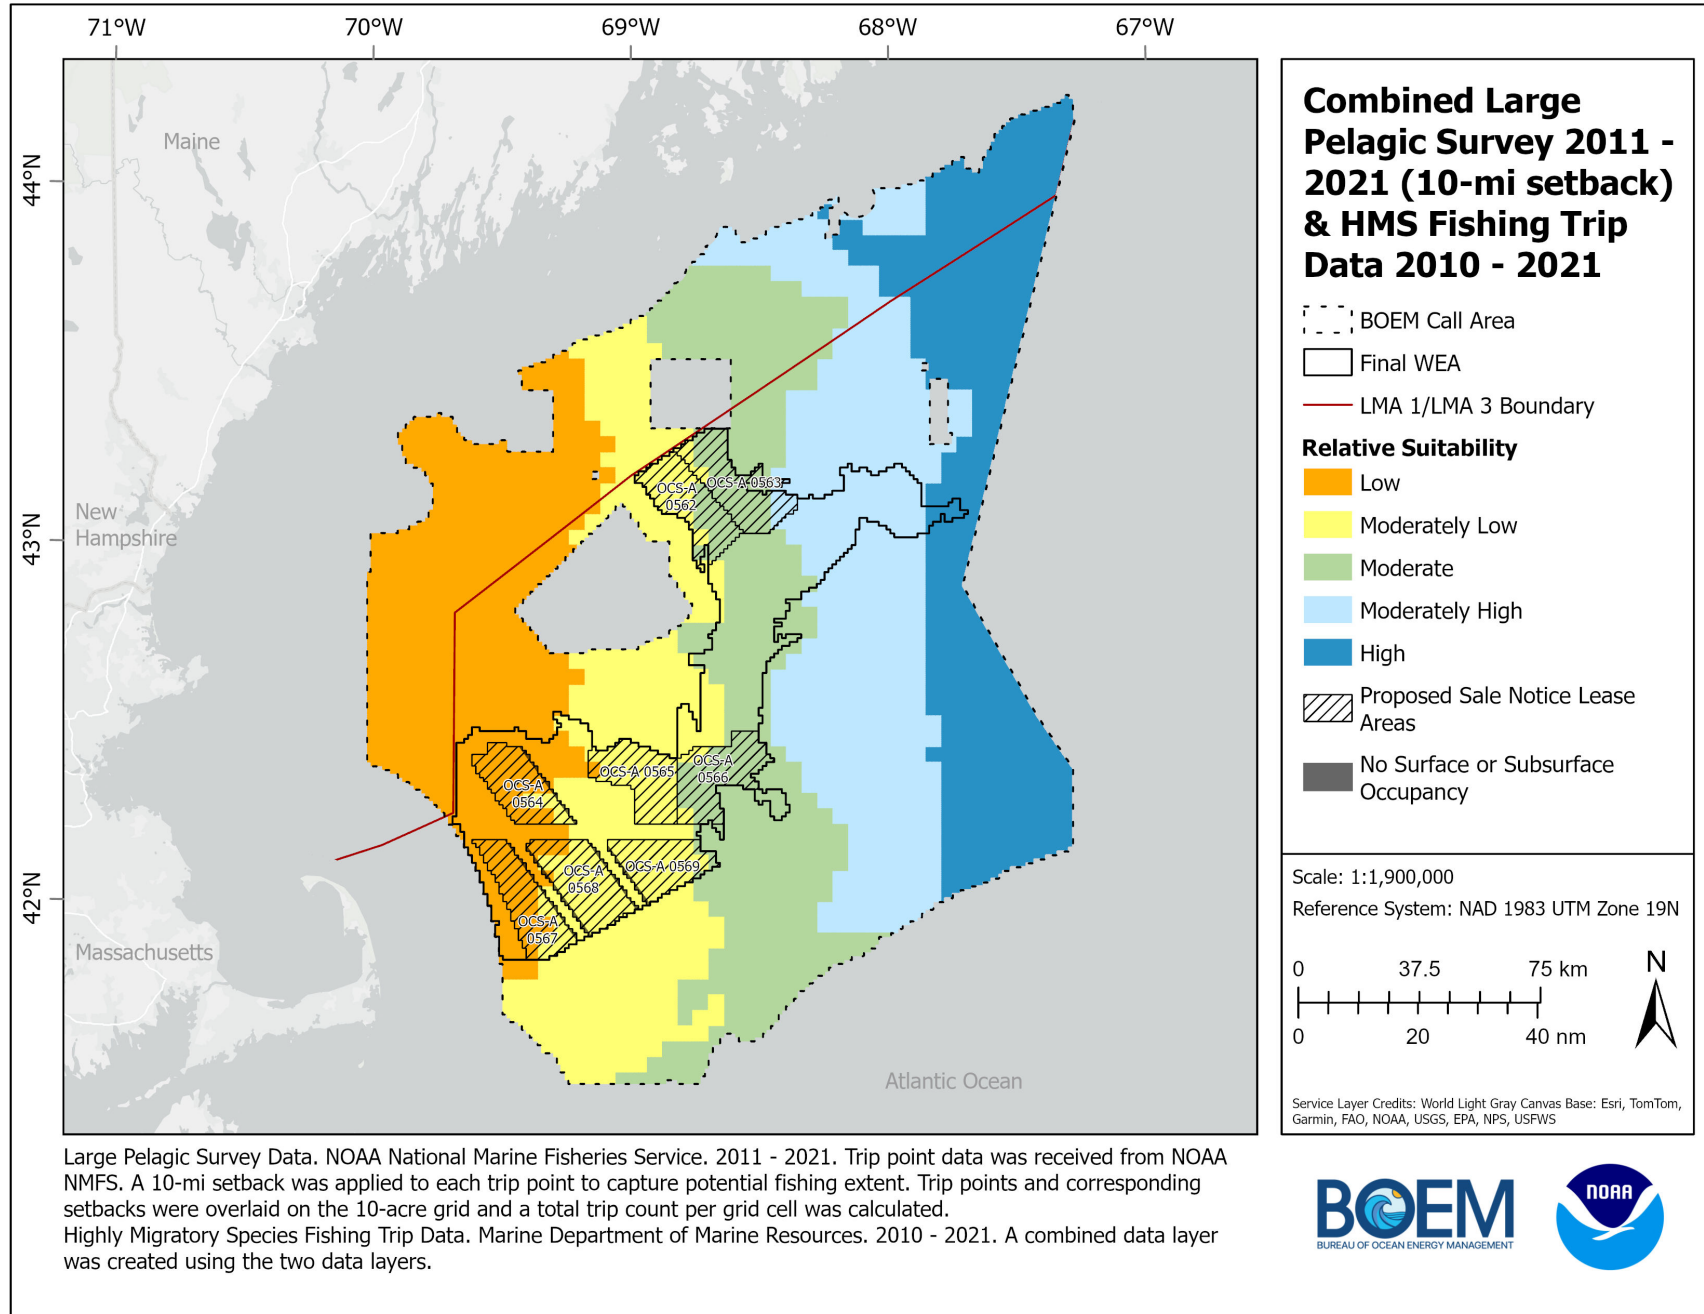 71°W 70°W 69°W 68°W 67°W
44°N
43°N
42°N
Maine
New
Hampshire
Massachusetts
Atlantic Ocean
OCS-A
0562
OCS-A 0563
OCS-A
0564
OCS-A 0565
OCS-A
0566
OCS-A
0567
OCS-A
0568
OCS-A 0569
Combined Large
Pelagic Survey 2011 -
2021 (10-mi setback)
& HMS Fishing Trip
Data 2010 - 2021
BOEM Call Area
Final WEA
LMA 1/LMA 3 Boundary
Relative Suitability
Low
Moderately Low
Moderate
Moderately High
High
Proposed Sale Notice Lease
Areas
No Surface or Subsurface
Occupancy
Scale: 1:1,900,000
Reference System: NAD 1983 UTM Zone 19N
0 37.5 75 km
0 20 40 nm
N
Service Layer Credits: World Light Gray Canvas Base: Esri, TomTom,
Garmin, FAO, NOAA, USGS, EPA, NPS, USFWS
Large Pelagic Survey Data. NOAA National Marine Fisheries Service. 2011 - 2021. Trip point data was received from NOAA
NMFS. A 10-mi setback was applied to each trip point to capture potential fishing extent. Trip points and corresponding
setbacks were overlaid on the 10-acre grid and a total trip count per grid cell was calculated.
Highly Migratory Species Fishing Trip Data. Marine Department of Marine Resources. 2010 - 2021. A combined data layer
was created using the two data layers.
BOEM
BUREAU OF OCEAN ENERGY MANAGEMENT
NOAA